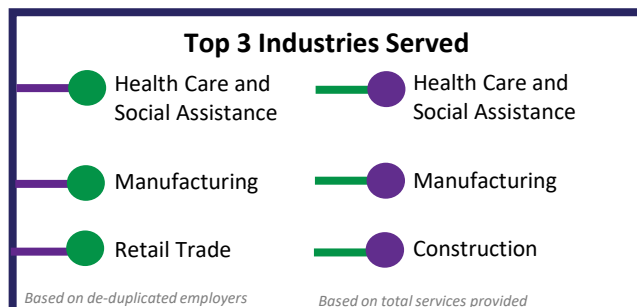 Top 3 Industries Served
Health Care and
Social Assistance
Manufacturing
Retail Trade
Based on de-duplicated employers
Health Care and
Social Assistance
Manufacturing
Construction
Based on total services provided